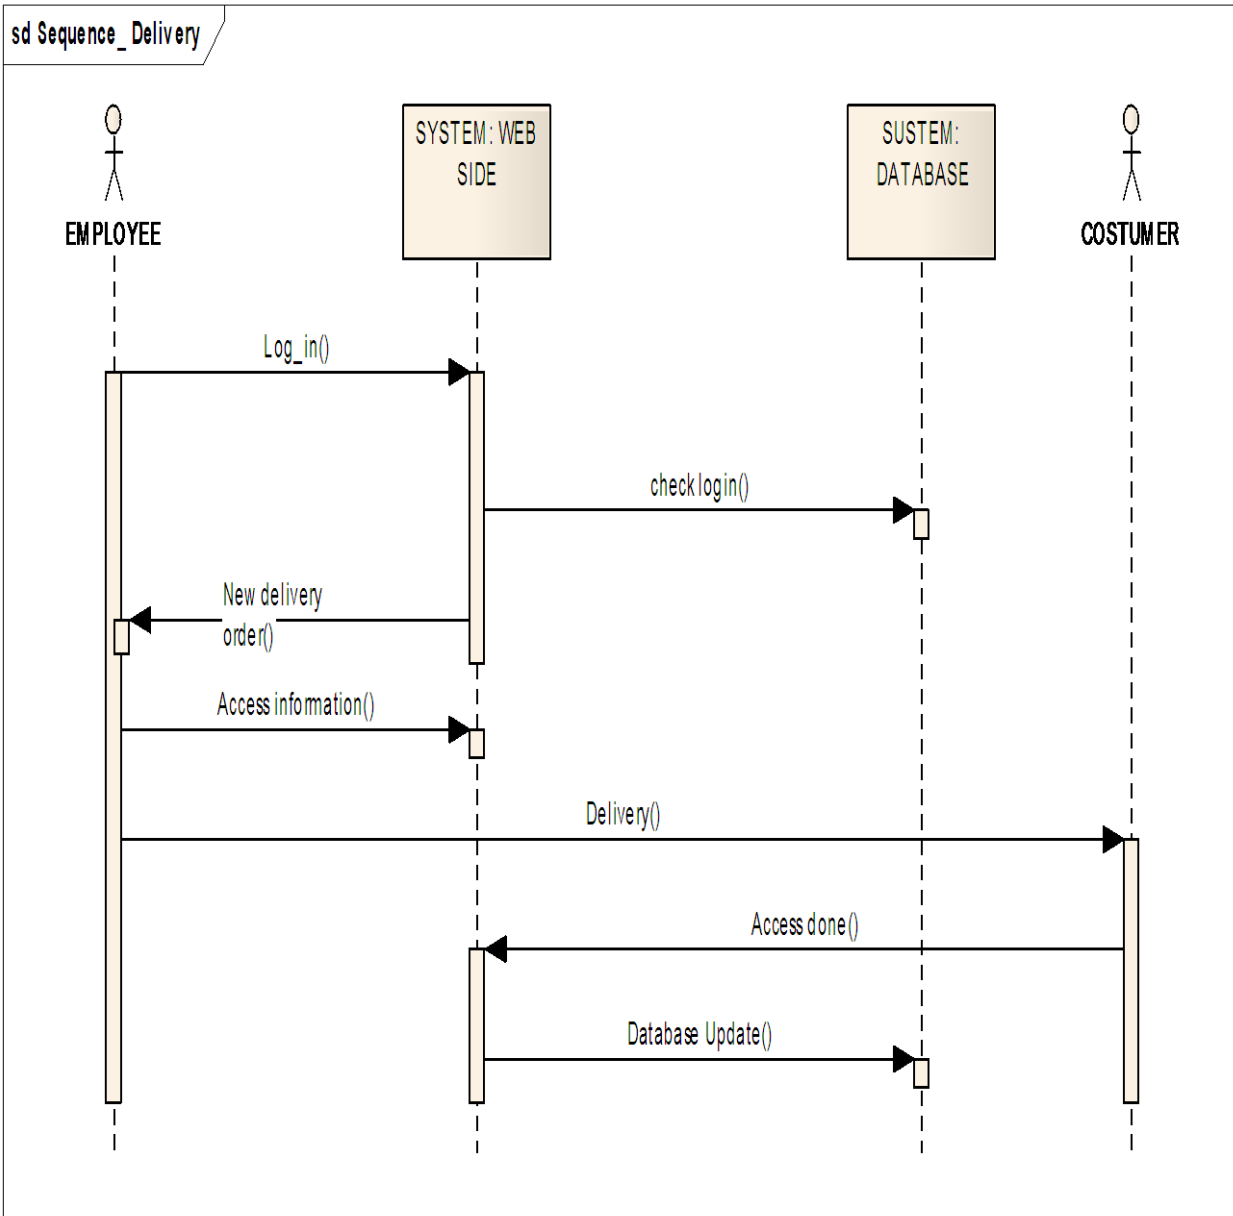 sd Sequence_ Delivery
SYSTEM: WEB
SIDE
SUSTEM:
DATABASE
EMPLOYEE
COSTUMER
Log_in()
check login()
New delivery
order()
Access information()
Delivery()
Access done()
Database Update()